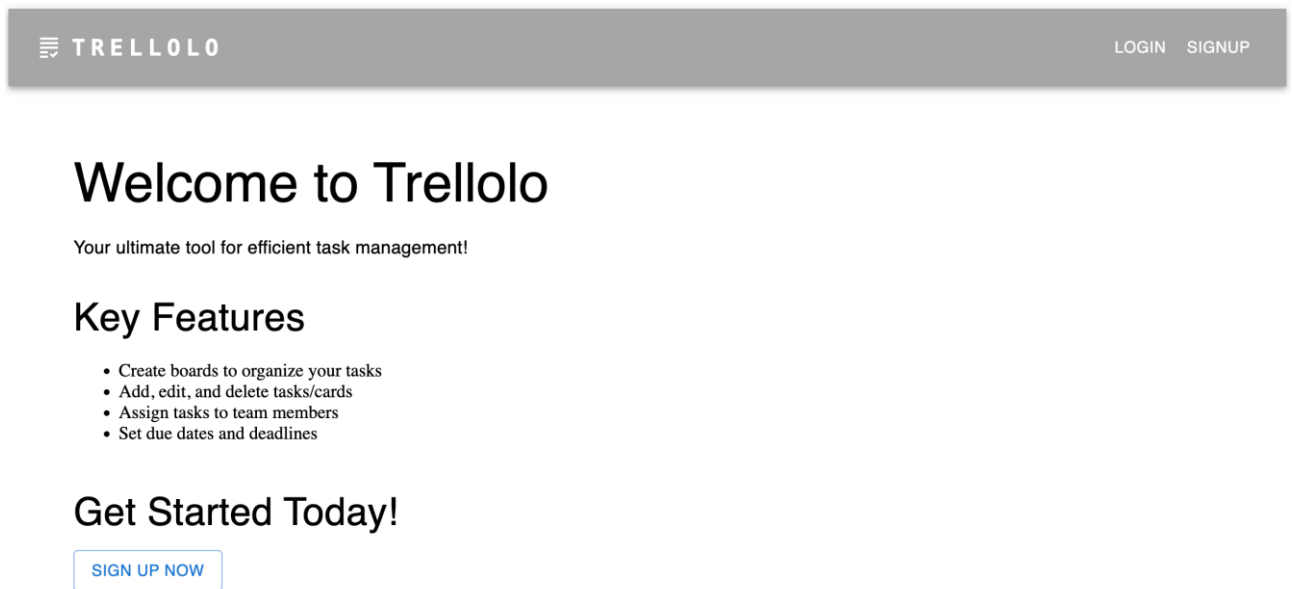 TRELLOLO LOGIN SIGNUP
Welcome to Trellolo
Your ultimate tool for efficient task management!
Key Features
• Create boards to organize your tasks
• Add, edit, and delete tasks/cards
• Assign tasks to team members
• Set due dates and deadlines
Get Started Today!
SIGN UP NOW